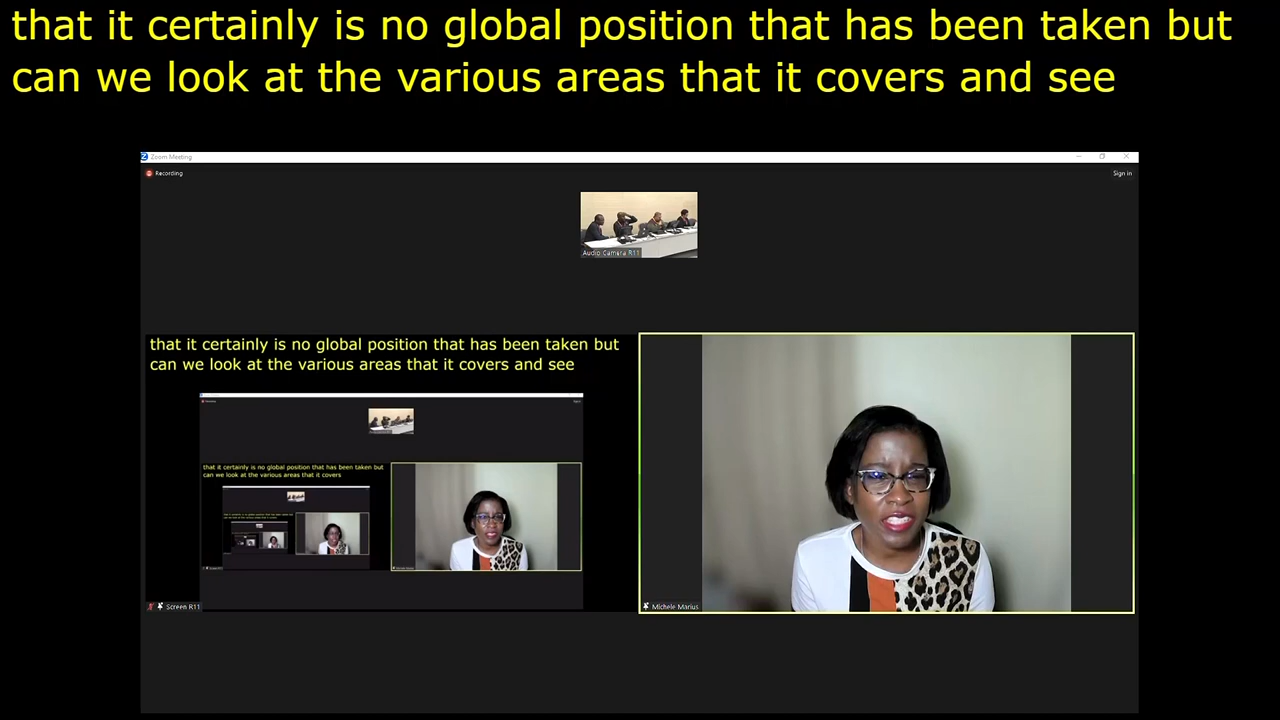 that it certainly is no global position that has been taken but
can we look at the various areas that it covers and see
Zoom Meeting
Recording
Sign in
Audio Camera R11
that it certainly is no global position that has been taken but
can we look at the various areas that it covers and see
that it certainly is no global position that has been taken but
can we look at the various areas that it covers
Screen R11
Michele Marius